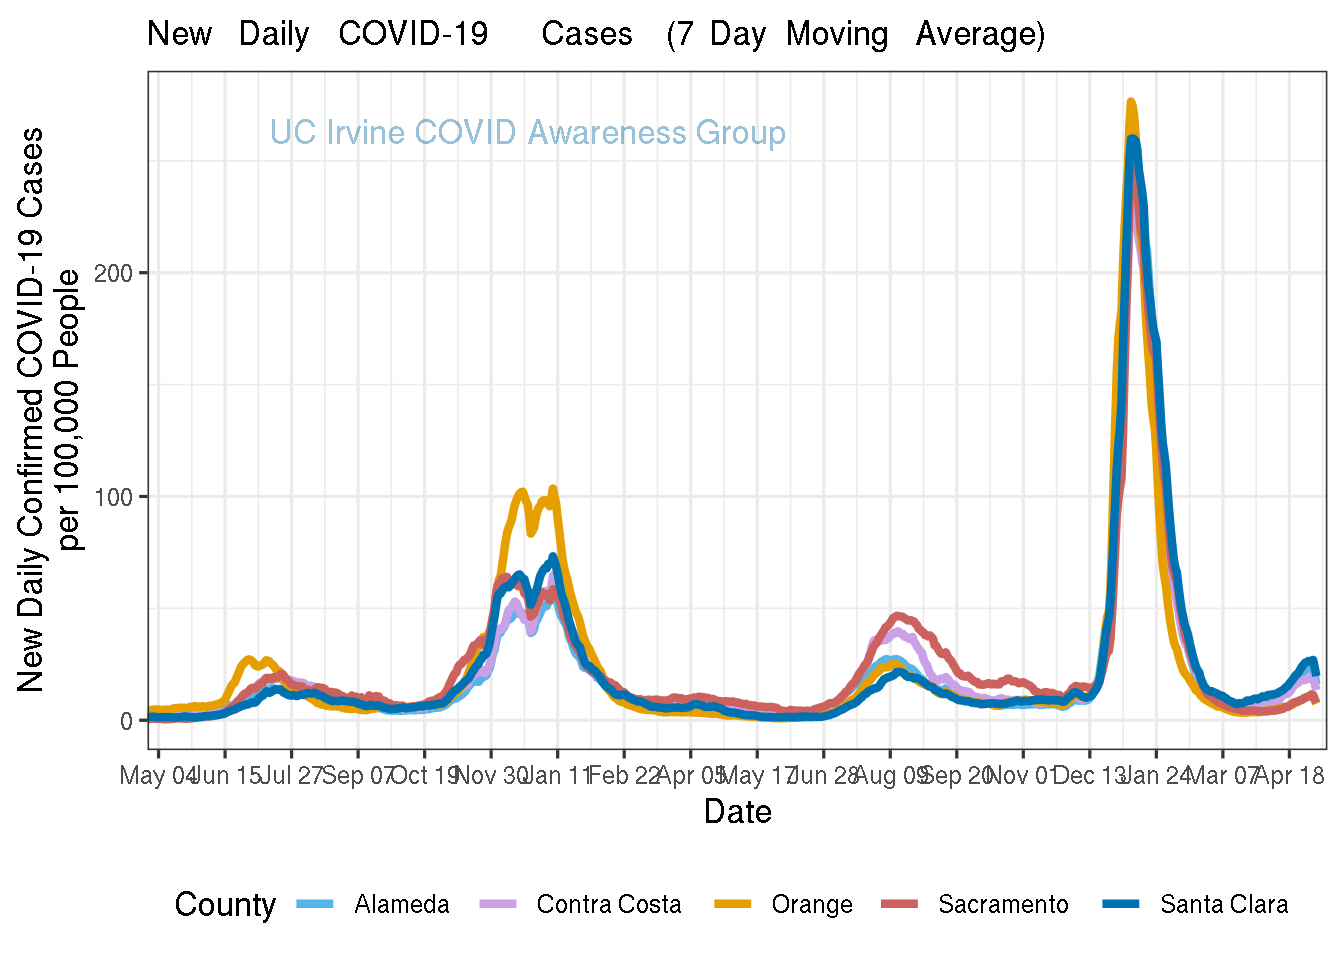 New Daily COVID-19 Cases (7 Day Moving Average)
UC Irvine COVID Awareness Group
New Daily Confirmed COVID-19 Cases
per 100,000 People
200
100
0
May 04 Jun 15 Jul 27 Sep 07 Oct 19 Nov 30 Jan 11 Feb 22 Apr 05 May 17 Jun 28 Aug 09 Sep 20 Nov 01 Dec 13 Jan 24 Mar 07 Apr 18
Date
County Alameda Contra Costa Orange Sacramento Santa Clara